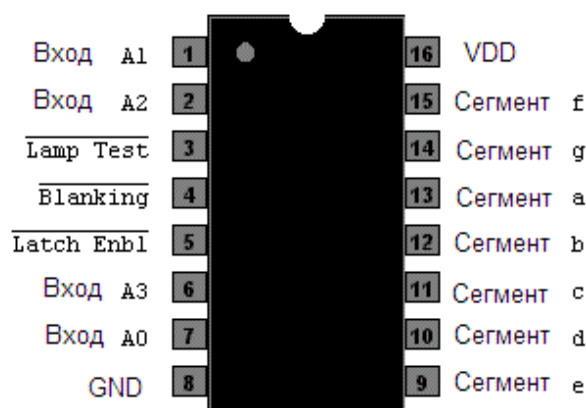 Вход A1 1 16 VDD
Вход A2 2 15 Сегмент f
Lamp Test 3 14 Сегмент g
Blanking 4 13 Сегмент a
Latch Enbl 5 12 Сегмент b
Вход A3 6 11 Сегмент c
Вход A0 7 10 Сегмент d
GND 8 9 Сегмент e